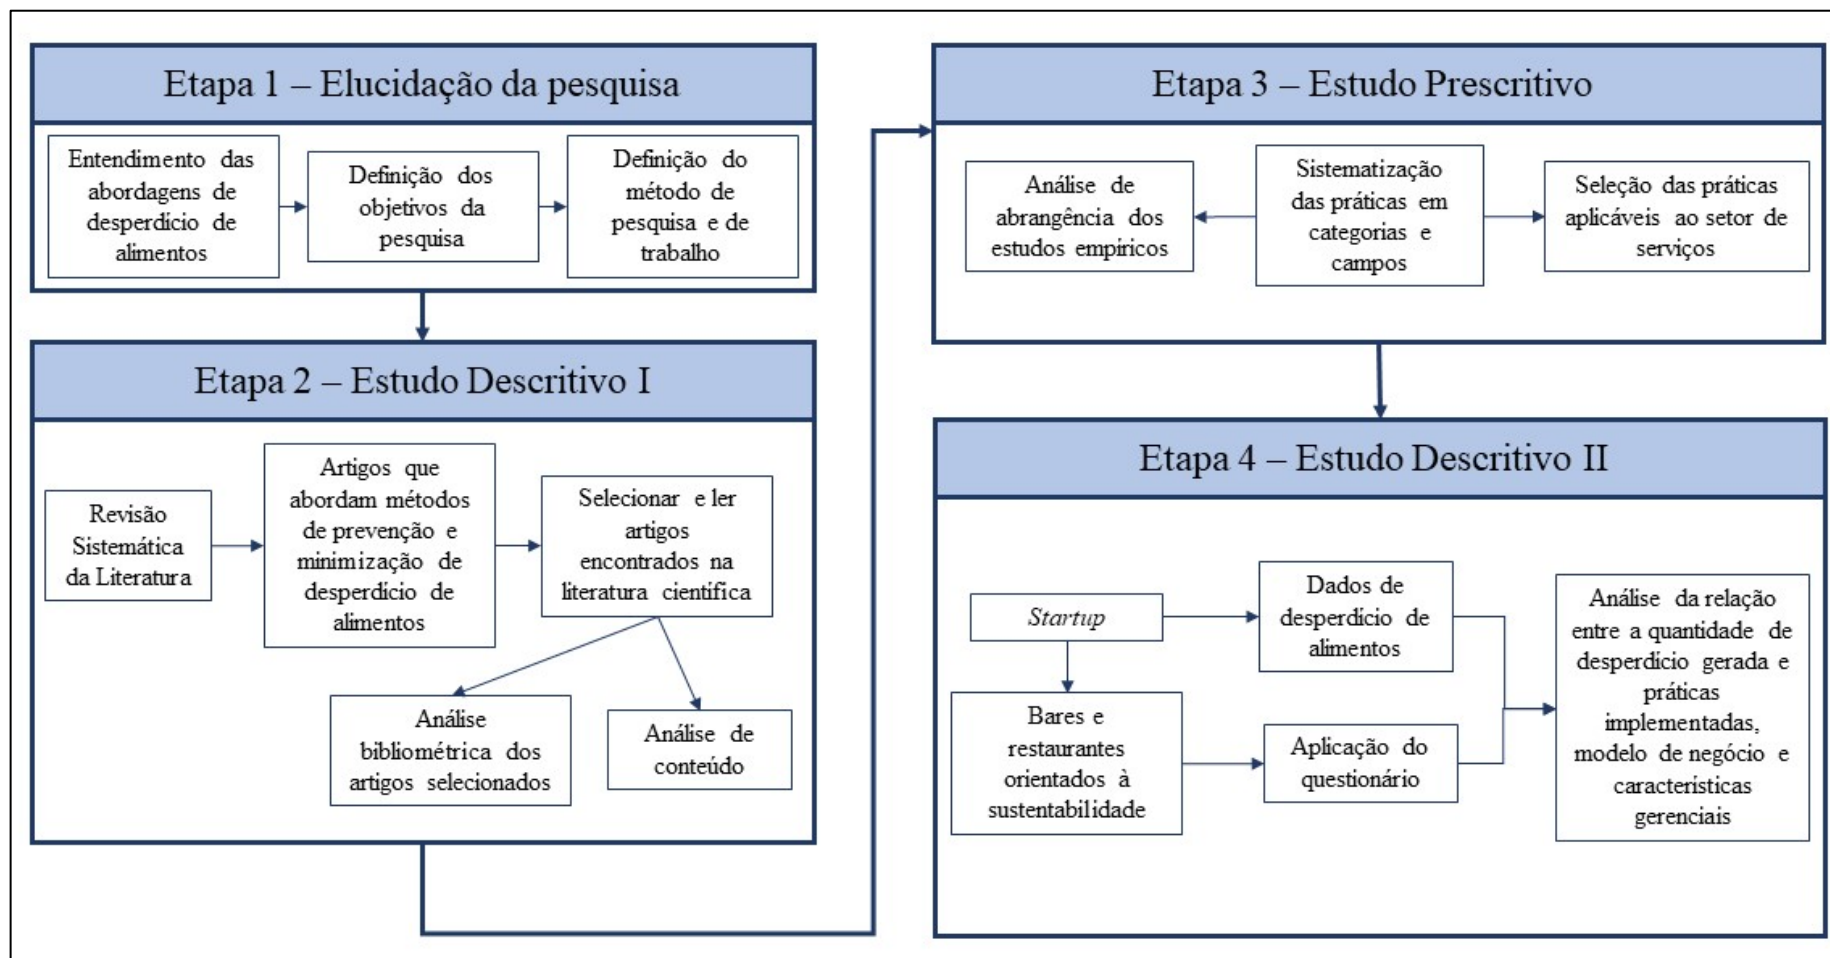 Etapa 1 – Elucidação da pesquisa
Entendimento das
abordagens de
desperdício de
alimentos
Definição dos
objetivos da
pesquisa
Definição do
método de
pesquisa e de
trabalho
Etapa 2 – Estudo Descritivo I
Revisão
Sistemática
da Literatura
Artigos que
abordam métodos
de prevenção e
minimização de
desperdício de
alimentos
Selecionar e ler
artigos
encontrados na
literatura científica
Análise
bibliométrica dos
artigos selecionados
Análise de
conteúdo
Etapa 3 – Estudo Prescritivo
Análise de
abrangência dos
estudos empíricos
Sistematização
das práticas em
categorias e
campos
Seleção das práticas
aplicáveis ao setor de
serviços
Etapa 4 – Estudo Descritivo II
Startup
Dados de
desperdício de
alimentos
Bares e
restaurantes
orientados à
sustentabilidade
Aplicação do
questionário
Análise da relação
entre a quantidade de
desperdício gerada e
práticas
implementadas,
modelo de negócio e
características
gerenciais